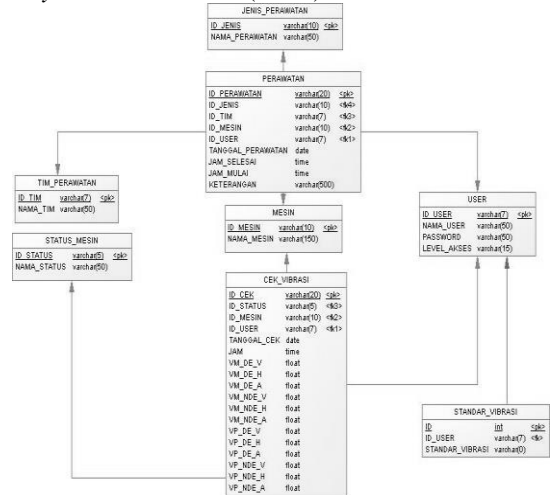 JENIS_PERAWATAN
ID_JENIS varchar(10) <pk>
NAMA_PERAWATAN varchar(50)
PERAWATAN
ID_PERAWATAN varchar(20) <pk>
ID_JENIS varchar(10) <fk4>
ID_TIM varchar(7) <fk3>
ID_MESIN varchar(10) <fk2>
ID_USER varchar(7) <fk1>
TANGGAL_PERAWATAN date
JAM_SELESAI time
JAM_MULAI time
KETERANGAN varchar(500)
TIM_PERAWATAN
ID_TIM varchar(7) <pk>
NAMA_TIM varchar(50)
MESIN
ID_MESIN varchar(10) <pk>
NAMA_MESIN varchar(150)
USER
ID_USER varchar(7) <pk>
NAMA_USER varchar(50)
PASSWORD varchar(50)
LEVEL_AKSES varchar(15)
STATUS_MESIN
ID_STATUS varchar(5) <pk>
NAMA_STATUS varchar(50)
CEK_VIBRASI
ID_CEK varchar(20) <pk>
ID_STATUS varchar(5) <fk3>
ID_MESIN varchar(10) <fk2>
ID_USER varchar(7) <fk1>
TANGGAL_CEK date
JAM time
VM_DE_V float
VM_DE_H float
VM_DE_A float
VM_NDE_V float
VM_NDE_H float
VM_NDE_A float
VP_DE_V float
VP_DE_H float
VP_DE_A float
VP_NDE_V float
VP_NDE_H float
VP_NDE_A float
STANDAR_VIBRASI
ID int <pk>
ID_USER varchar(7) <fk>
STANDAR_VIBRASI varchar(0)